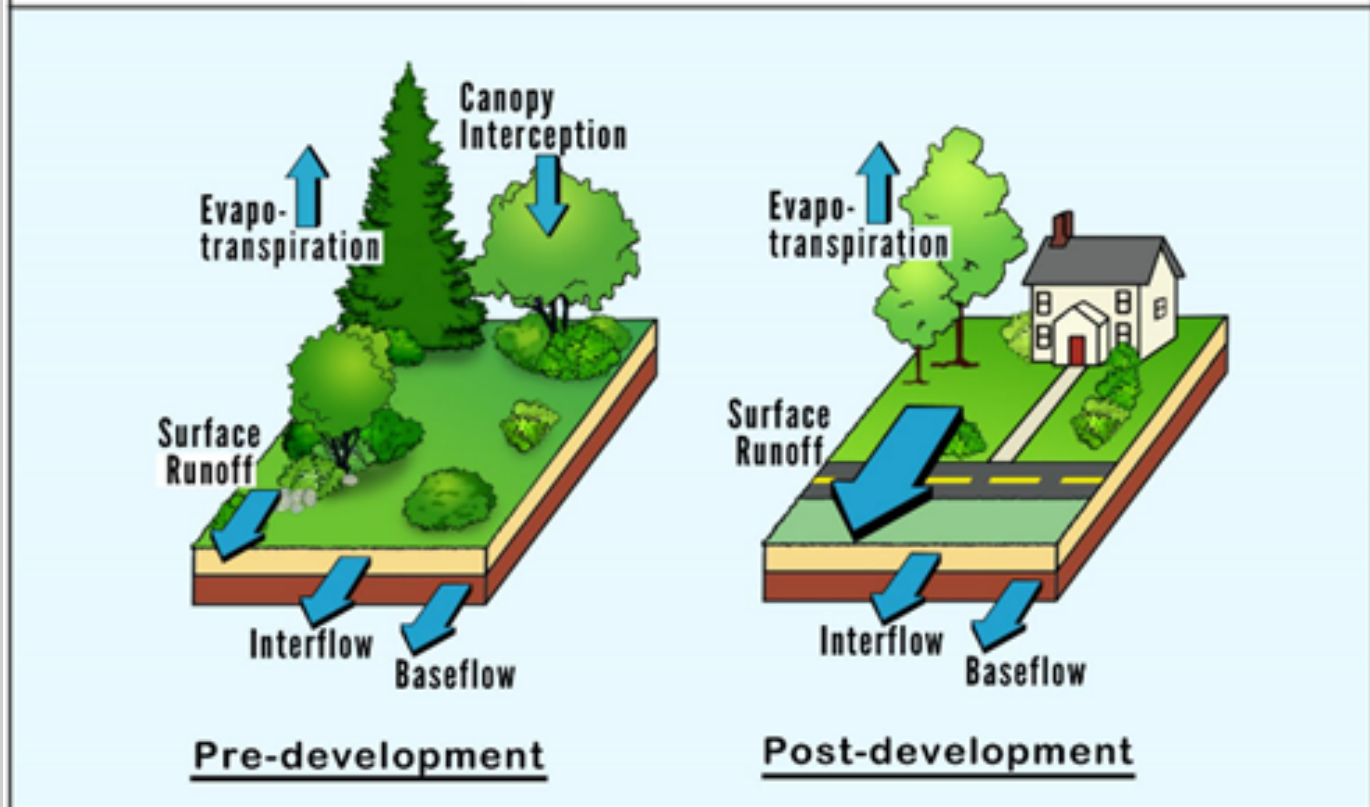 Canopy
Interception
Evapo-
transpiration
Surface
Runoff
Interflow
Baseflow
Pre-development
Evapo-
transpiration
Surface
Runoff
Interflow
Baseflow
Post-development